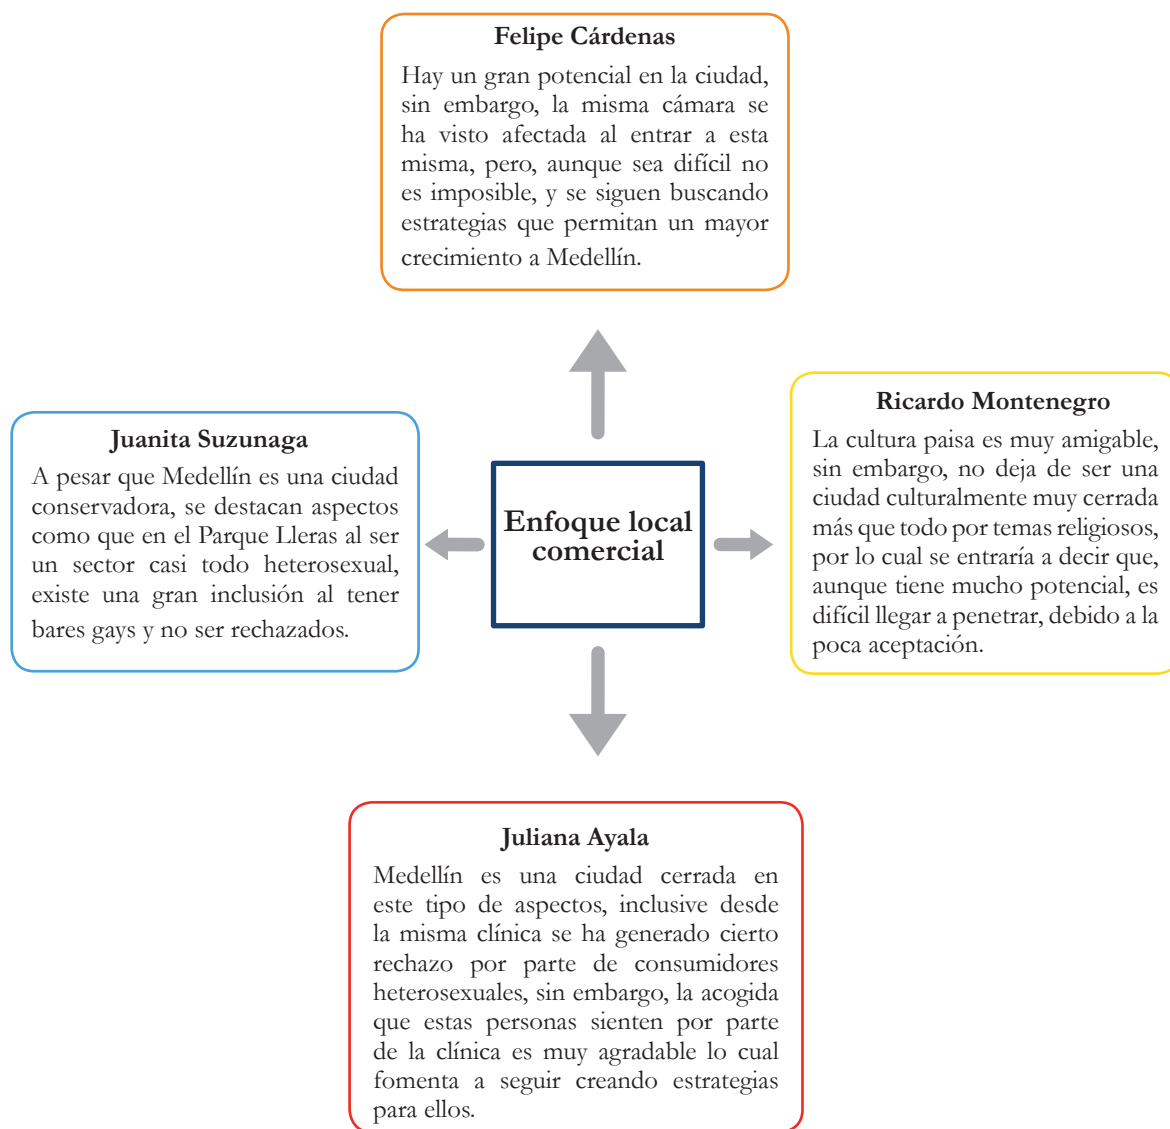 Felipe Cárdenas
Hay un gran potencial en la ciudad,
sin embargo, la misma cámara se
ha visto afectada al entrar a esta
misma, pero, aunque sea difícil no
es imposible, y se siguen buscando
estrategias que permitan un mayor
crecimiento a Medellín.
Juanita Suzunaga
A pesar que Medellín es una ciudad
conservadora, se destacan aspectos
como que en el Parque Lleras al ser
un sector casi todo heterosexual,
existe una gran inclusión al tener
bares gays y no ser rechazados.
Enfoque local
comercial
Ricardo Montenegro
La cultura paisa es muy amigable,
sin embargo, no deja de ser una
ciudad culturalmente muy cerrada
más que todo por temas religiosos,
por lo cual se entraría a decir que,
aunque tiene mucho potencial, es
difícil llegar a penetrar, debido a la
poca aceptación.
Juliana Ayala
Medellín es una ciudad cerrada en
este tipo de aspectos, inclusive desde
la misma clínica se ha generado cierto
rechazo por parte de consumidores
heterosexuales, sin embargo, la acogida
que estas personas sienten por parte
de la clínica es muy agradable lo cual
fomenta a seguir creando estrategias
para ellos.